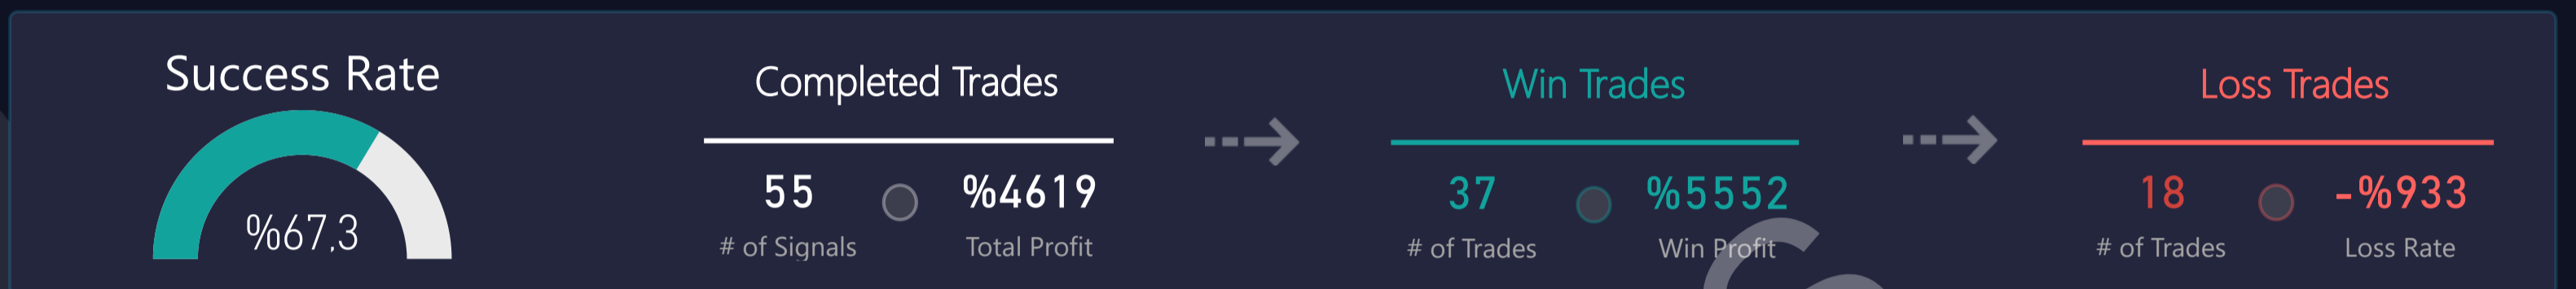 Success Rate
%67,3
Completed Trades
55 %4619
# of Signals Total Profit
Win Trades
37 %5552
# of Trades Win Profit
Loss Trades
18 -%933
# of Trades Loss Rate